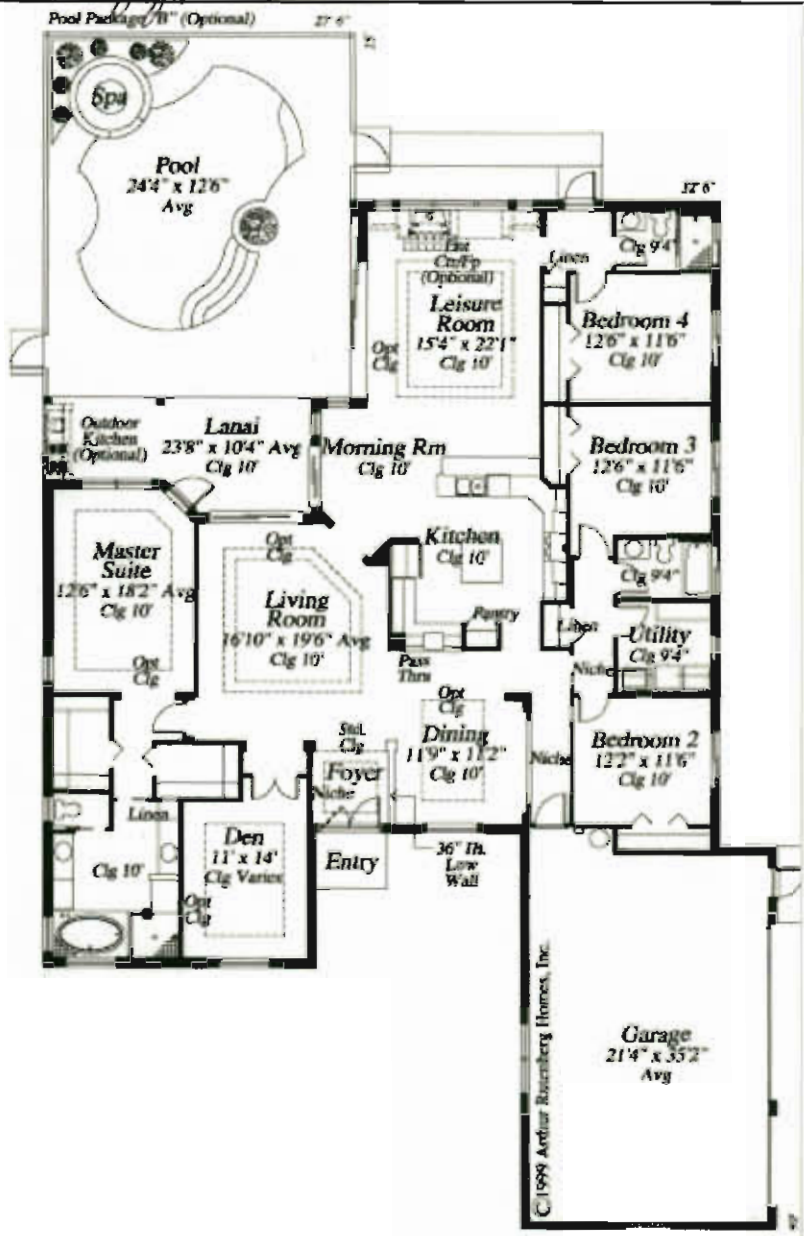 Pool Package "B" (Optional)
27' 6"
Spa
Pool
24'4" x 12'6"
Avg
Ent
Ctr/Fp
(Optional)
Linen
Clg 9'4"
Leisure
Room
15'4" x 22'1"
Clg 10'
Opt
Clg
Bedroom 4
12'6" x 11'6"
Clg 10'
Outdoor
Kitchen
(Optional)
Lanai
23'8" x 10'4" Avg
Clg 10'
Morning Rm
Clg 10'
Bedroom 3
12'6" x 11'6"
Clg 10'
Master
Suite
12'6" x 18'2" Avg
Clg 10'
Opt
Clg
Opt
Clg
Living
Room
16'10" x 19'6" Avg
Clg 10'
Kitchen
Clg 10'
Pantry
Pass
Thru
Clg 9'4"
Linen
Utility
Clg 9'4"
Niche
Opt
Clg
Dining
11'9" x 11'2"
Clg 10'
Std.
Clg
Foyer
Niche
Niche
Bedroom 2
12'2" x 11'6"
Clg 10'
Linen
Clg 10'
Den
11' x 14'
Clg Varies
Opt
Clg
Entry
36" Ih.
Low
Wall
Garage
21'4" x 35'2"
Avg
©1999 Arthur Rutenberg Homes, Inc.